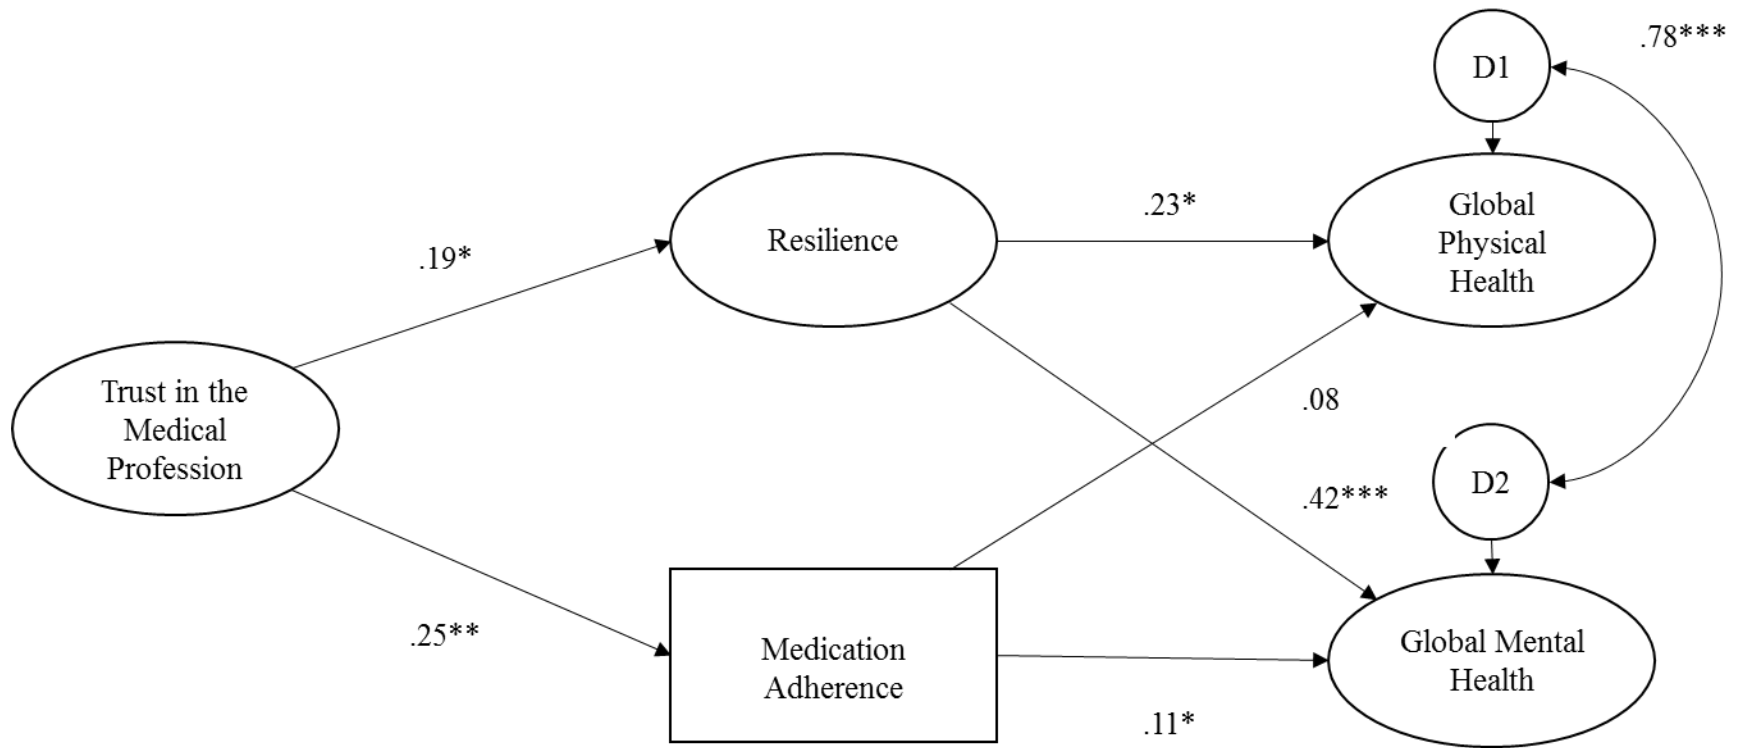 D1
.78***
Global
Physical
Health
.23*
Resilience
.19*
Trust in the
Medical
Profession
.08
.42***
D2
.25**
Medication
Adherence
Global Mental
Health
.11*